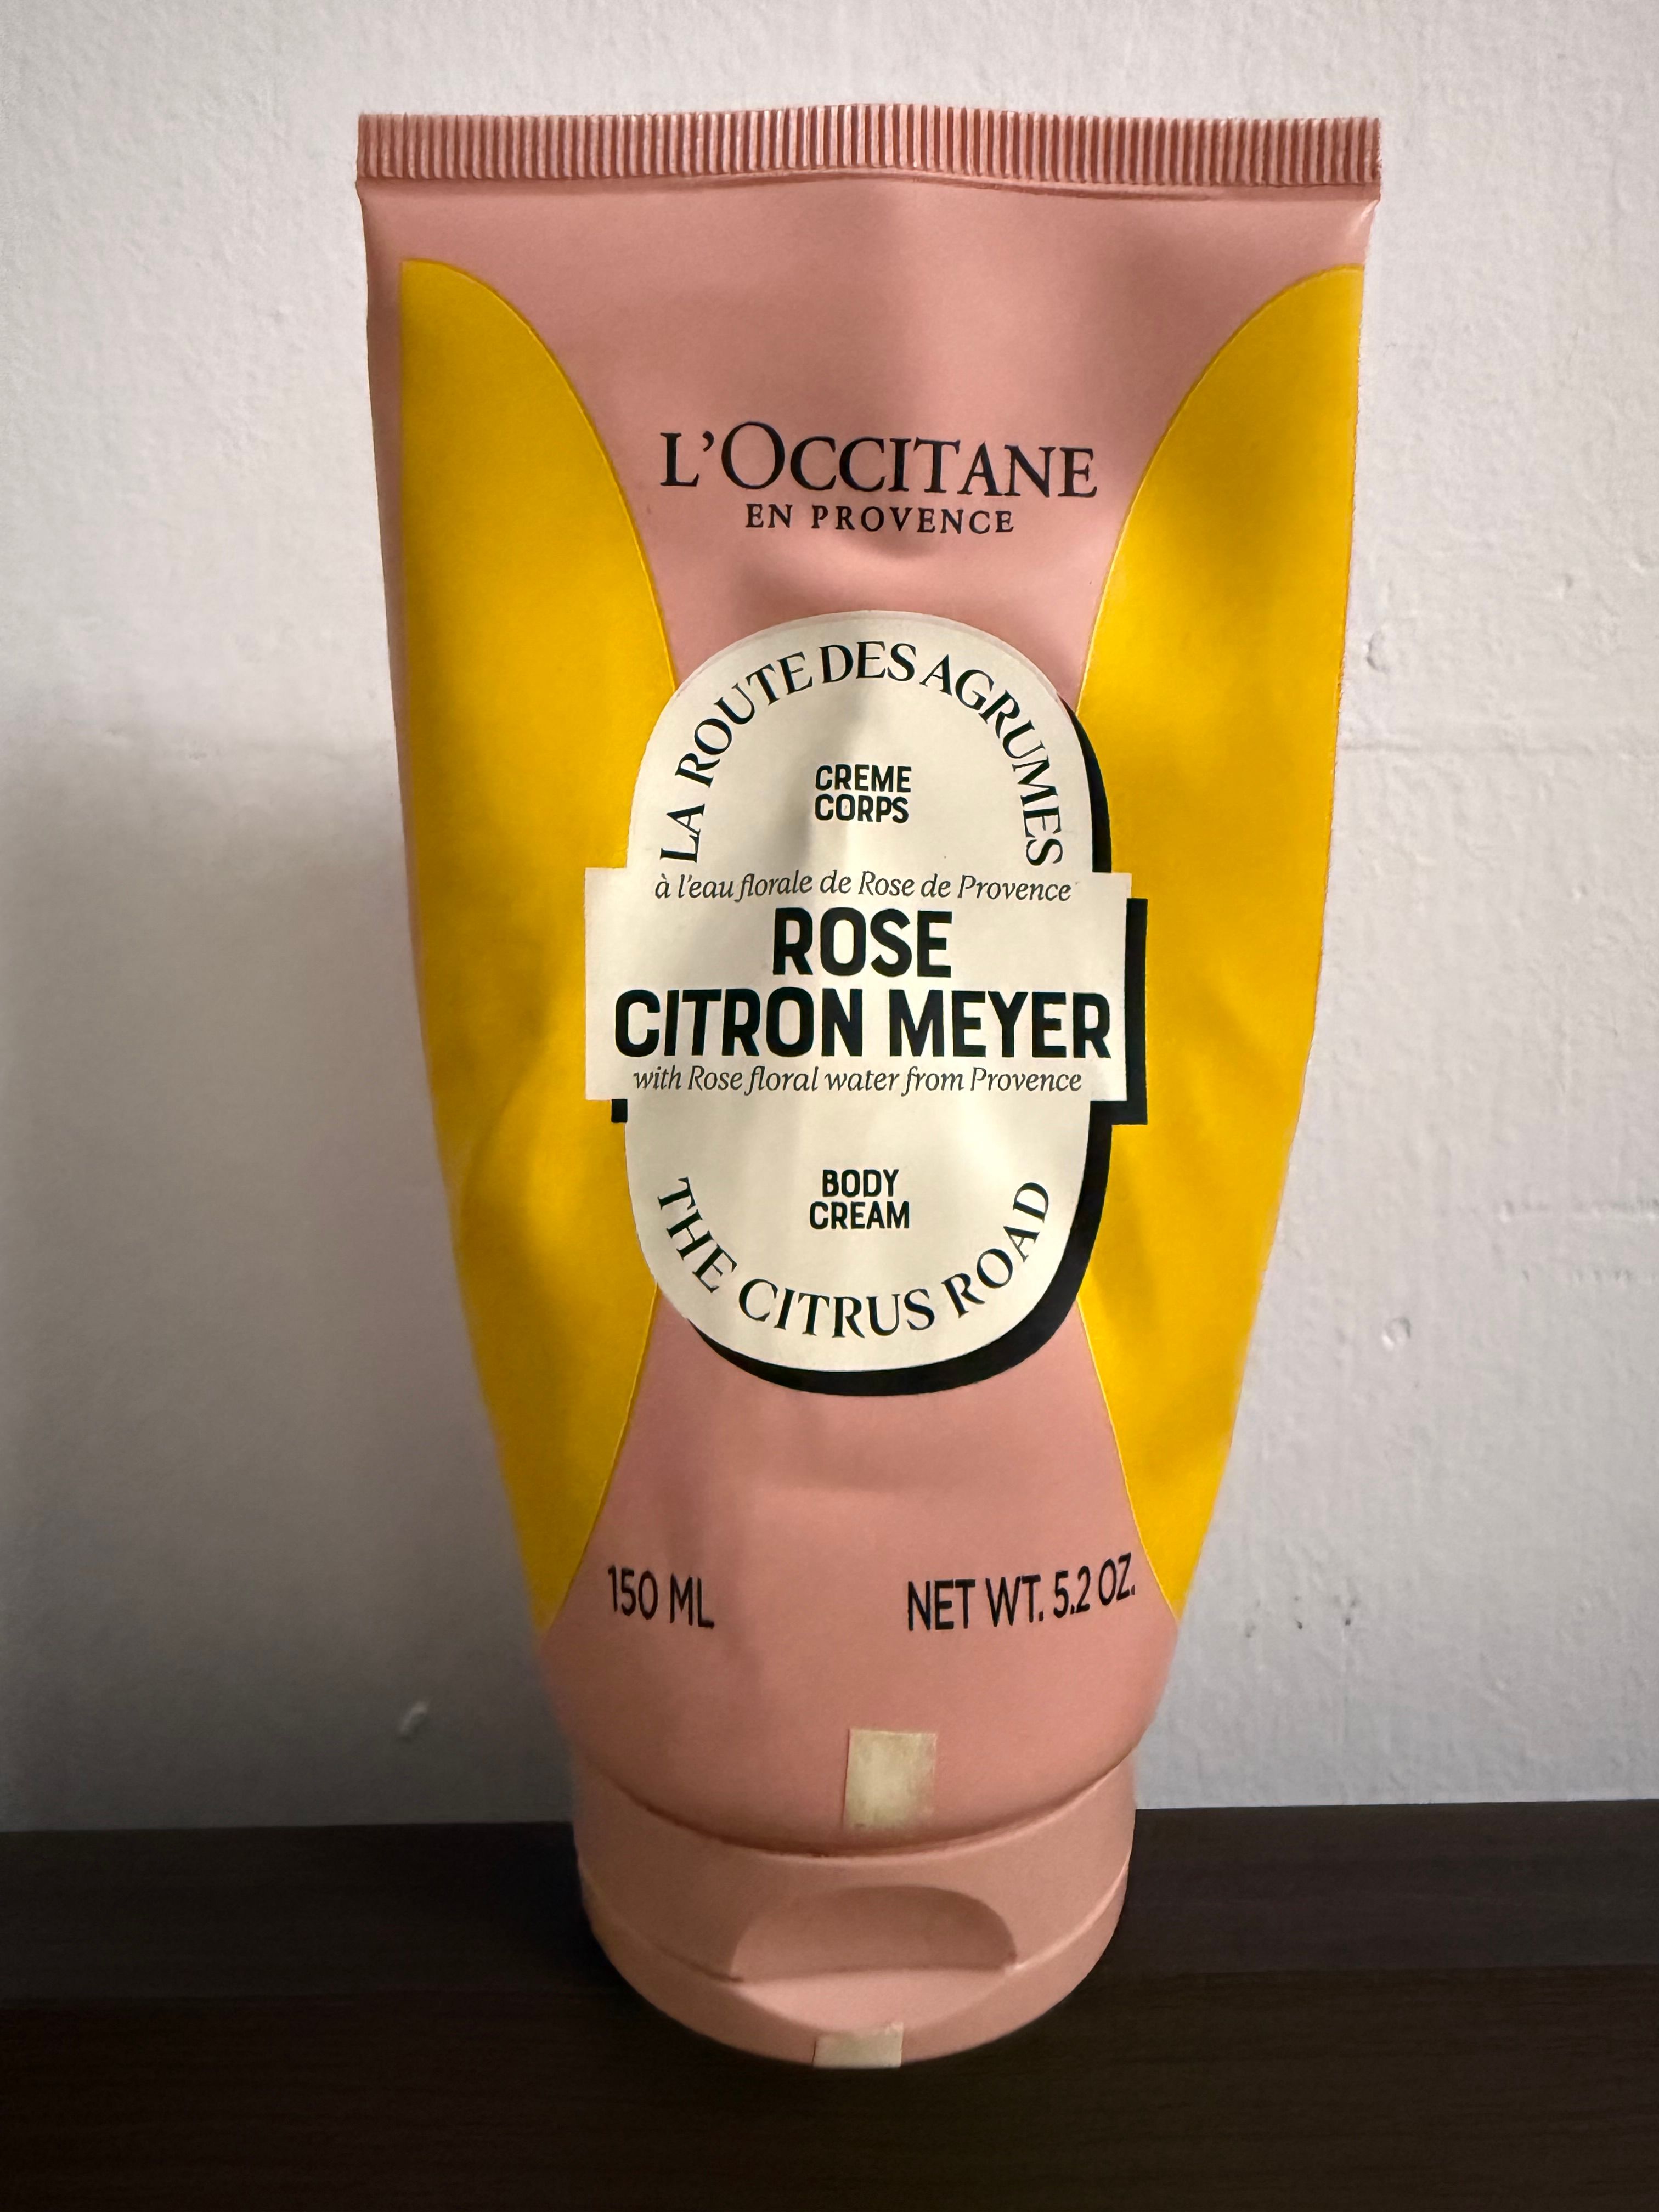 L'OCCITANE
EN PROVENCE
LA ROUTE DES AGRUMES
CREME
CORPS
à l'eau florale de Rose de Provence
ROSE
CITRON MEYER
with Rose floral water from Provence
BODY
CREAM
THE CITRUS ROAD
150 ML NET WT. 5.2 OZ.